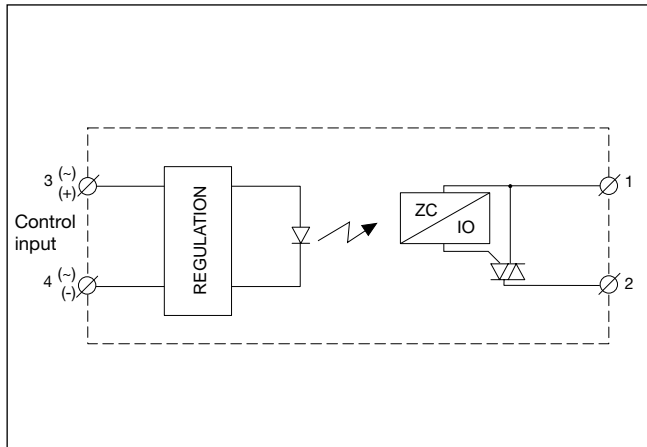 3 (~)
(+)
Control
input
4 (~)
(-)
REGULATION
ZC
IO
1
2